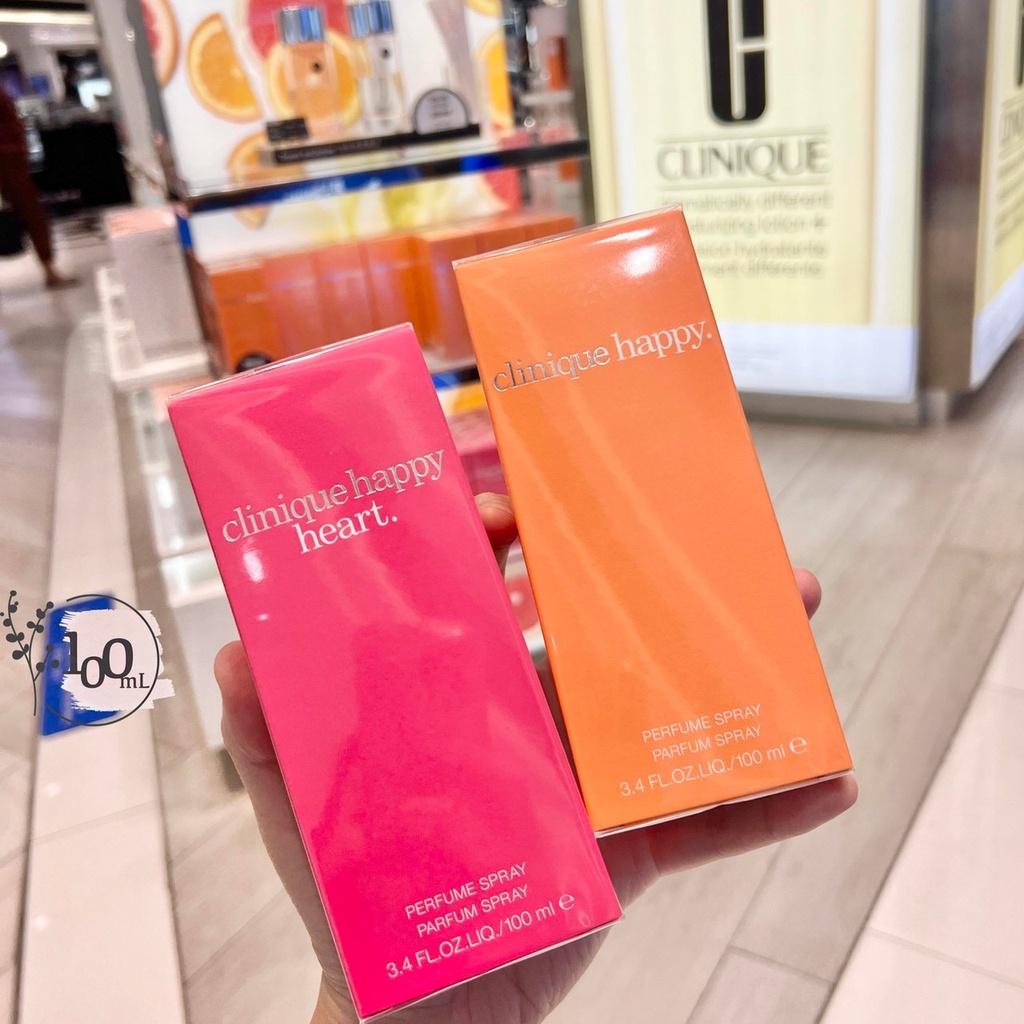 C
CLINIQUE
clinique happy.
clinique happy
heart.
PERFUME SPRAY
PARFUM SPRAY
3.4 FL.OZ.LIQ./100 ml ℮
PERFUME SPRAY
PARFUM SPRAY
3.4 FL.OZ.LIQ./100 ml ℮
100
mL